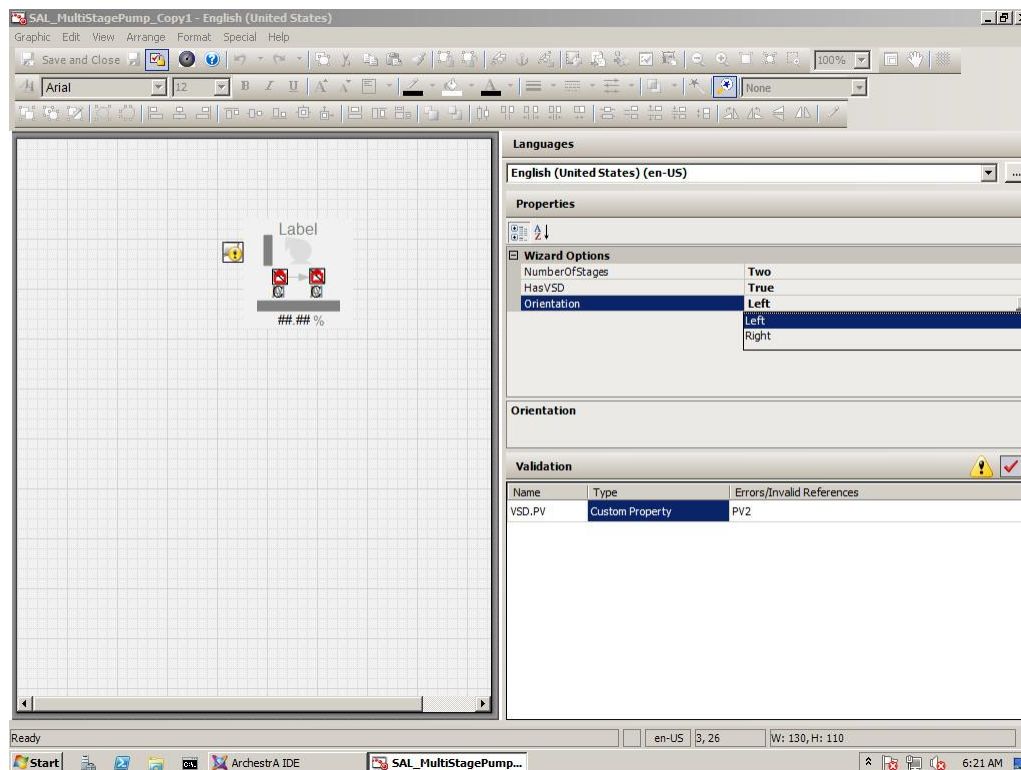 SAL_MultiStagePump_Copy1 - English (United States)
Graphic Edit View Arrange Format Special Help
Save and Close 100%
Arial 12 B I U A None
Languages
English (United States) (en-US) ...
Properties
Wizard Options
NumberOfStages Two
HasVSD True
Orientation Left
Left
Right
Label
##.## %
Orientation
Validation
Name Type Errors/Invalid References
VSD.PV Custom Property PV2
Ready en-US 3, 26 W: 130, H: 110
Start ArchestrA IDE SAL_MultiStagePump... 6:21 AM